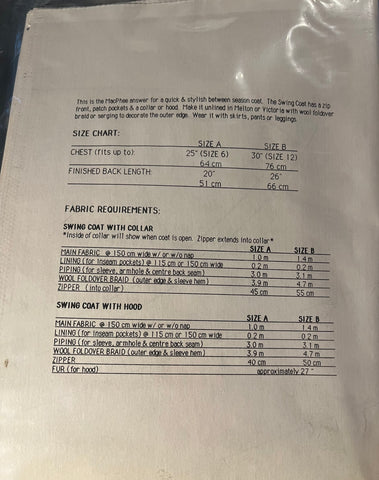 This is the MacPhee answer for a quick & stylish between season coat. The Swing Coat has a zip
front, patch pockets & a collar or hood. Make it unlined in Melton or Victoria with wool foldover
braid or serging to decorate the outer edge. Wear it with skirts, pants or leggings.
SIZE CHART:
SIZE A SIZE B
CHEST (fits up to): 25" (SIZE 6) 30" (SIZE 12)
64 cm 76 cm
FINISHED BACK LENGTH: 20" 26"
51 cm 66 cm
FABRIC REQUIREMENTS:
SWING COAT WITH COLLAR
*Inside of collar will show when coat is open. Zipper extends into collar*
SIZE A SIZE B
MAIN FABRIC @ 150 cm wide w/ or w/o nap 1.0 m 1.4 m
LINING (for inseam pockets) @ 115 cm or 150 cm wide 0.2 m 0.2 m
PIPING (for sleeve, armhole & centre back seam) 3.0 m 3.1 m
WOOL FOLDOVER BRAID (outer edge & sleeve hem) 3.9 m 4.7 m
ZIPPER (into collar) 45 cm 55 cm
SWING COAT WITH HOOD
SIZE A SIZE B
MAIN FABRIC @ 150 cm wide w/ or w/o nap 1.0 m 1.4 m
LINING (for inseam pockets) @ 115 cm or 150 cm wide 0.2 m 0.2 m
PIPING (for sleeve, armhole & centre back seam) 3.0 m 3.1 m
WOOL FOLDOVER BRAID (outer edge & sleeve hem) 3.9 m 4.7 m
ZIPPER 40 cm 50 cm
FUR (for hood) approximately 27"